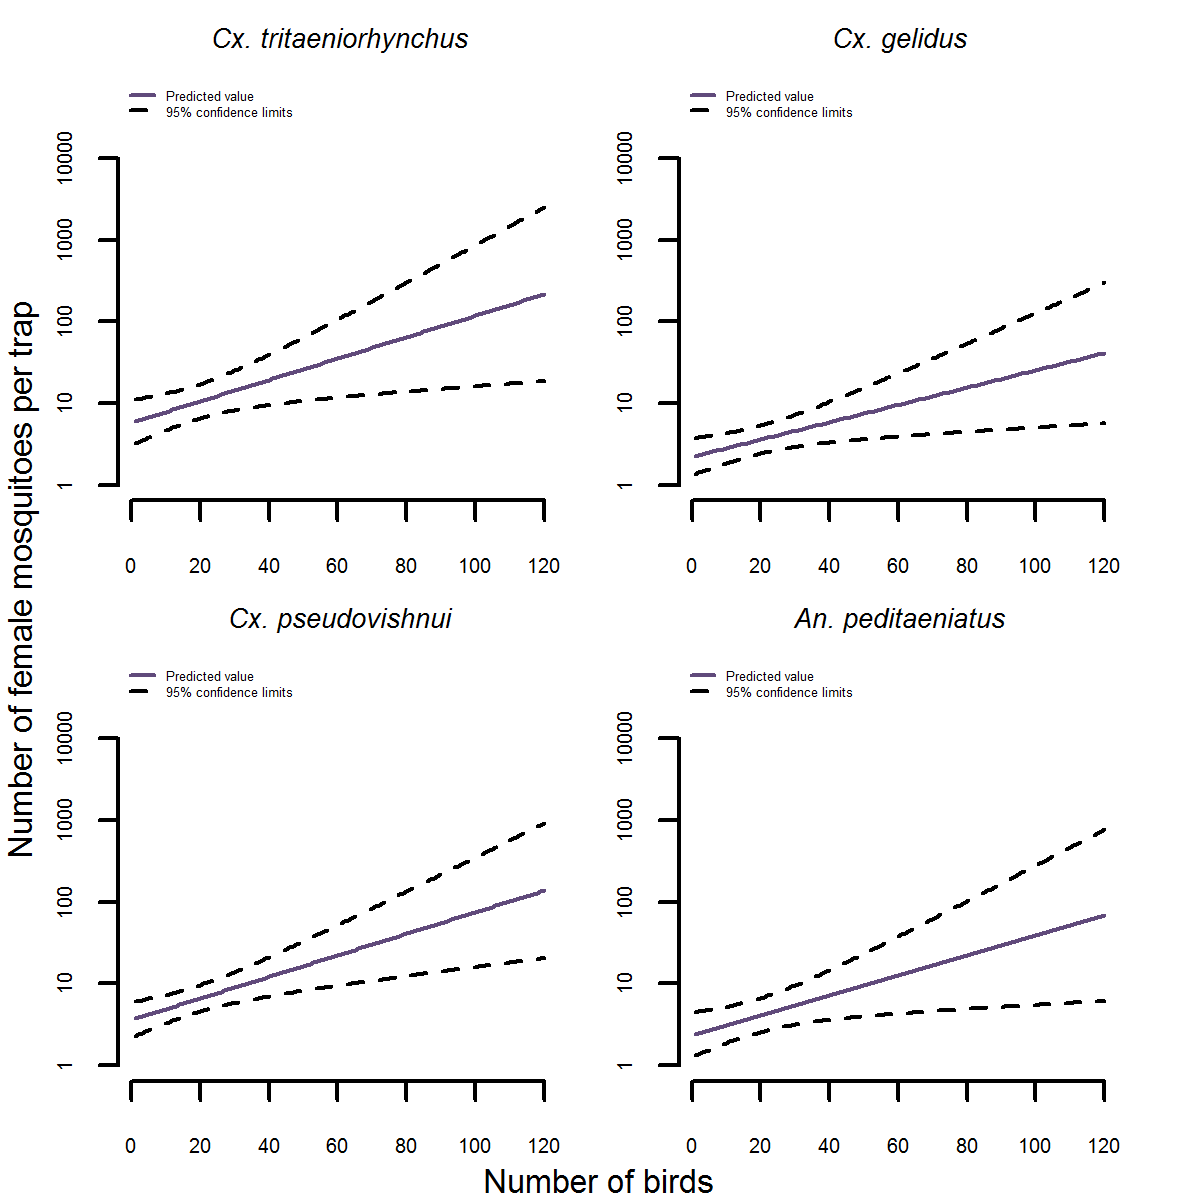 Cx. tritaeniorhynchus
Predicted value
95% confidence limits
10000
1000
100
10
1
0 20 40 60 80 100 120
Cx. gelidus
Predicted value
95% confidence limits
10000
1000
100
10
1
0 20 40 60 80 100 120
Number of female mosquitoes per trap
Cx. pseudovishnui
Predicted value
95% confidence limits
10000
1000
100
10
1
0 20 40 60 80 100 120
An. peditaeniatus
Predicted value
95% confidence limits
10000
1000
100
10
1
0 20 40 60 80 100 120
Number of birds